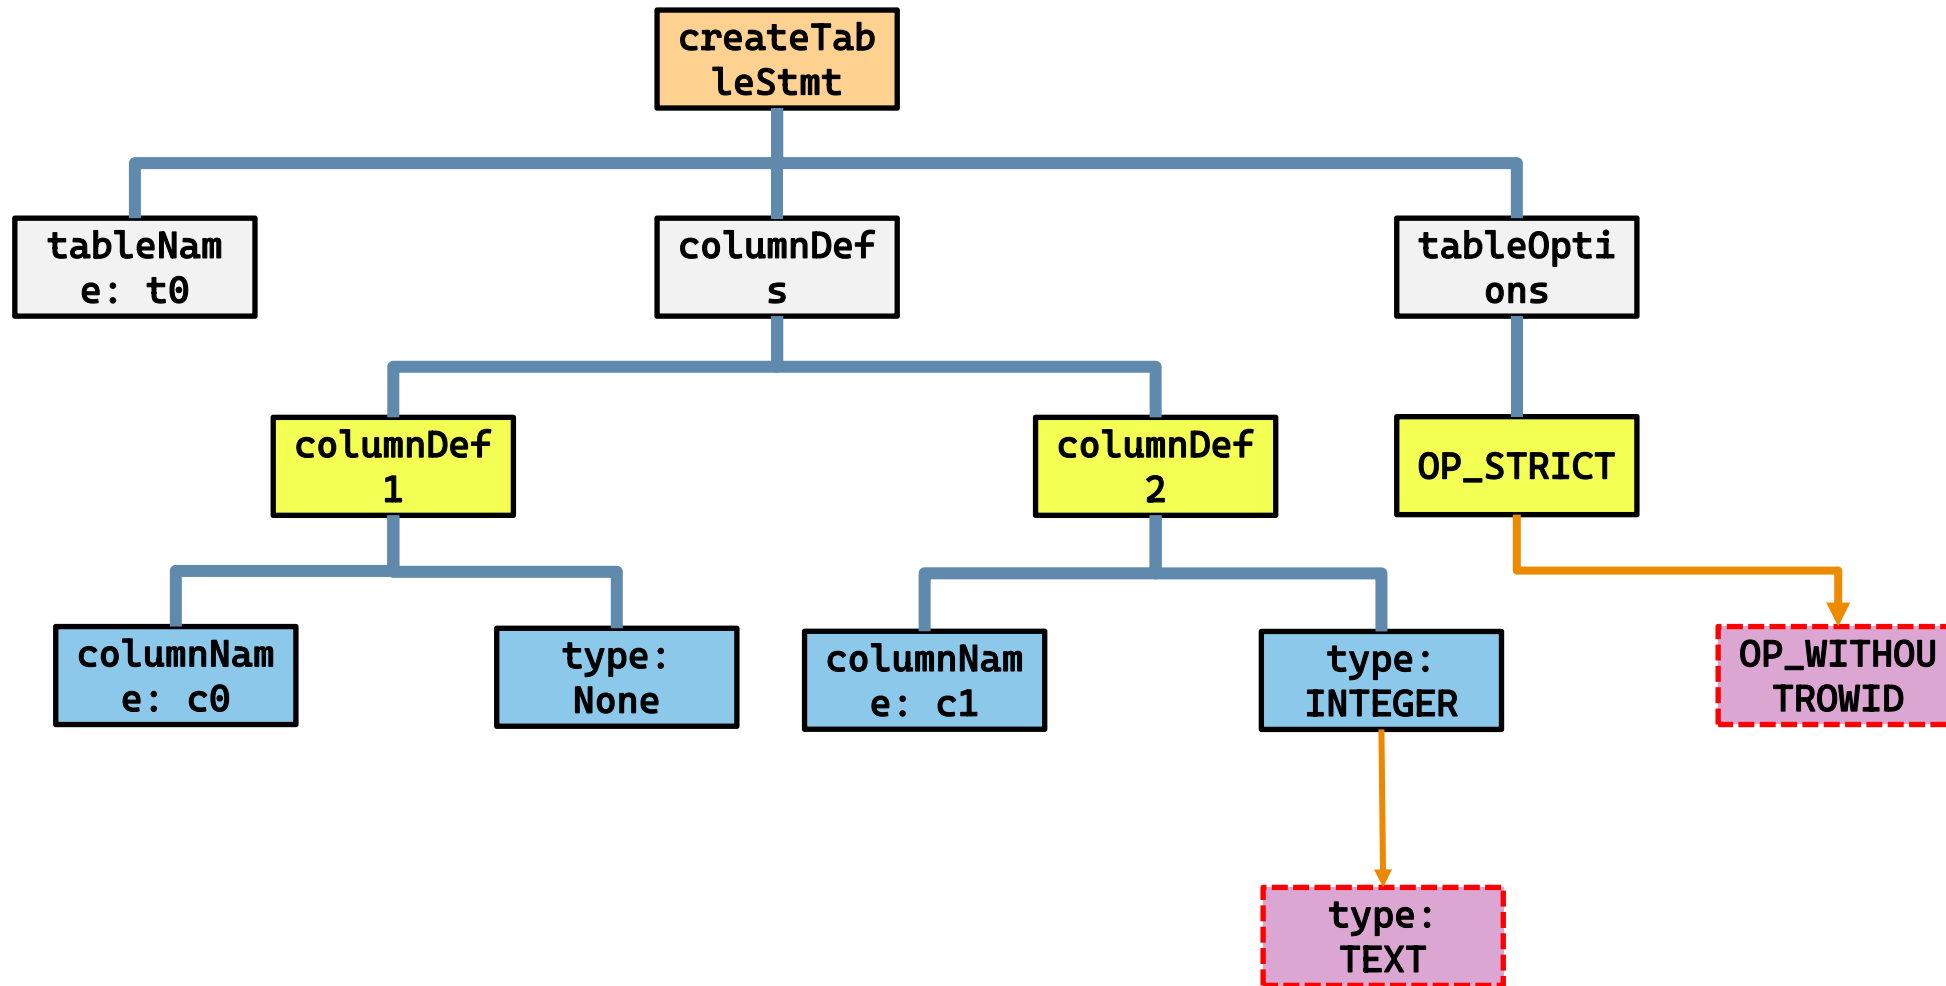 createTab
leStmt
tableNam
e: t0
columnDef
s
tableOpti
ons
columnDef
1
columnDef
2
OP_STRICT
columnNam
e: c0
type:
None
columnNam
e: c1
type:
INTEGER
OP_WITHOU
TROWID
type:
TEXT